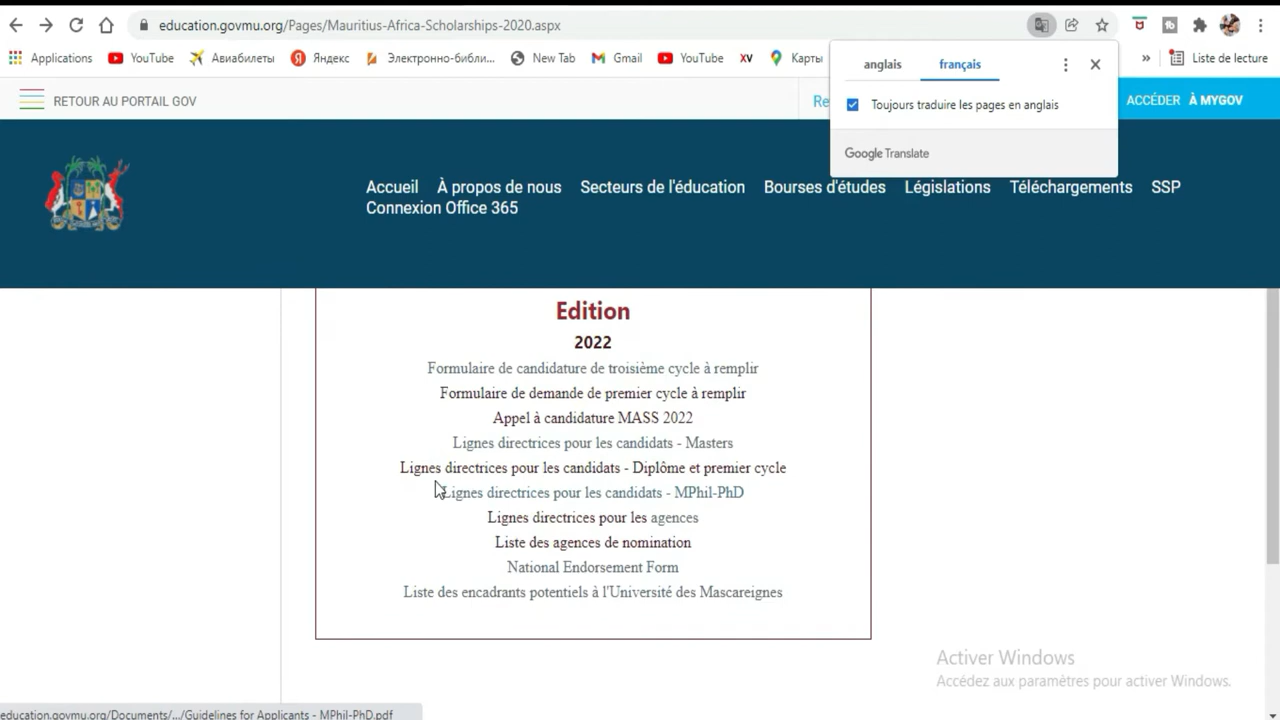 education.govmu.org/Pages/Mauritius-Africa-Scholarships-2020.aspx
Applications YouTube Авиабилеты Яндекс Электронно-библи... New Tab Gmail YouTube XV Карты » Liste de lecture
anglais français
Toujours traduire les pages en anglais
Google Translate
RETOUR AU PORTAIL GOV Re ACCÉDER À MYGOV
Accueil À propos de nous Secteurs de l'éducation Bourses d'études Législations Téléchargements SSP
Connexion Office 365
Edition
2022
Formulaire de candidature de troisième cycle à remplir
Formulaire de demande de premier cycle à remplir
Appel à candidature MASS 2022
Lignes directrices pour les candidats - Masters
Lignes directrices pour les candidats - Diplôme et premier cycle
Lignes directrices pour les candidats - MPhil-PhD
Lignes directrices pour les agences
Liste des agences de nomination
National Endorsement Form
Liste des encadrants potentiels à l'Université des Mascareignes
Activer Windows
Accédez aux paramètres pour activer Windows.
education.govmu.org/Documents/.../Guidelines for Applicants - MPhil-PhD.pdf